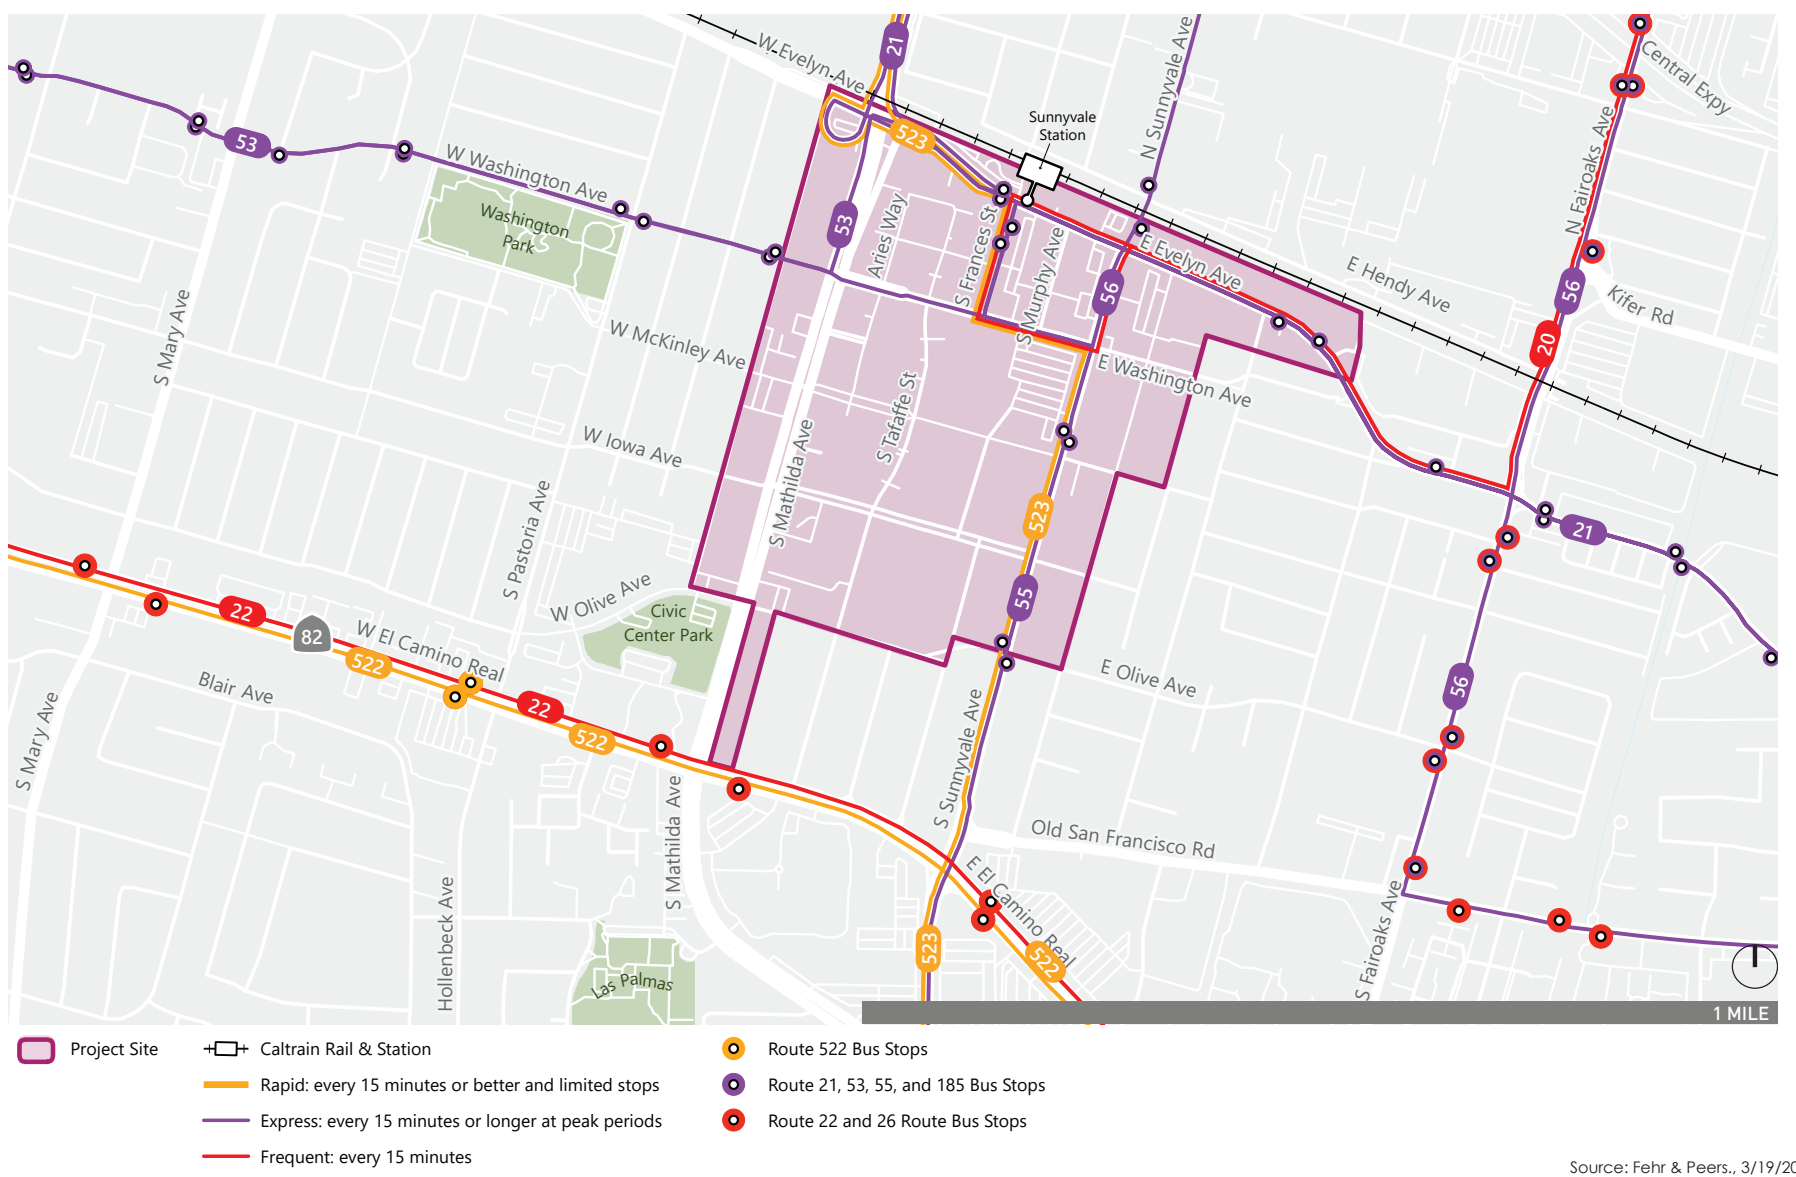 21
W Evelyn Ave
N Sunnyvale Ave
Central Expy
Sunnyvale
Station
523
53
W Washington Ave
N Fairoaks Ave
Washington
Park
53
Aries Way
S Frances St
S Murphy Ave
E Evelyn Ave
56
E Hendy Ave
56
Kifer Rd
20
S Mary Ave
W McKinley Ave
E Washington Ave
S Tafaffe St
W Iowa Ave
S Mathilda Ave
S Pastoria Ave
523
21
55
W Olive Ave
Civic
Center Park
22
82
W El Camino Real
522
Blair Ave
22
522
E Olive Ave
56
S Mary Ave
S Sunnyvale Ave
S Mathilda Ave
Old San Francisco Rd
E El Camino Real
Hollenbeck Ave
S Fairoaks Ave
523
522
Las Palmas
1 MILE
Project Site
Caltrain Rail & Station
Rapid: every 15 minutes or better and limited stops
Express: every 15 minutes or longer at peak periods
Frequent: every 15 minutes
Route 522 Bus Stops
Route 21, 53, 55, and 185 Bus Stops
Route 22 and 26 Route Bus Stops
Source: Fehr & Peers., 3/19/20